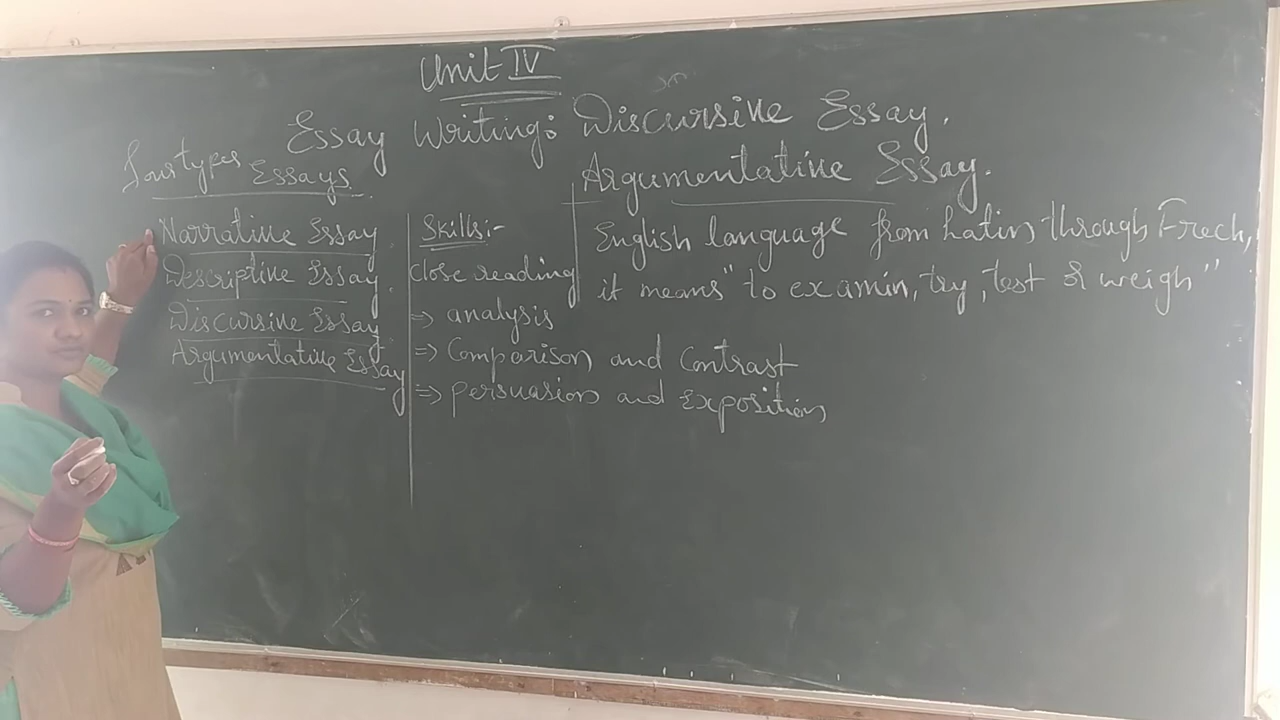 Unit IV
Essay Writing: Discursive Essay.
Argumentative Essay.
Four types Essays
Narrative Essay.
Descriptive Essay.
Discursive Essay
Argumentative Essay
Skills:-
Close reading
=> analysis
=> Comparison and Contrast
=> persuasion and Exposition
English language from Latin through Frech,
it means "to examin, try, test & weigh"